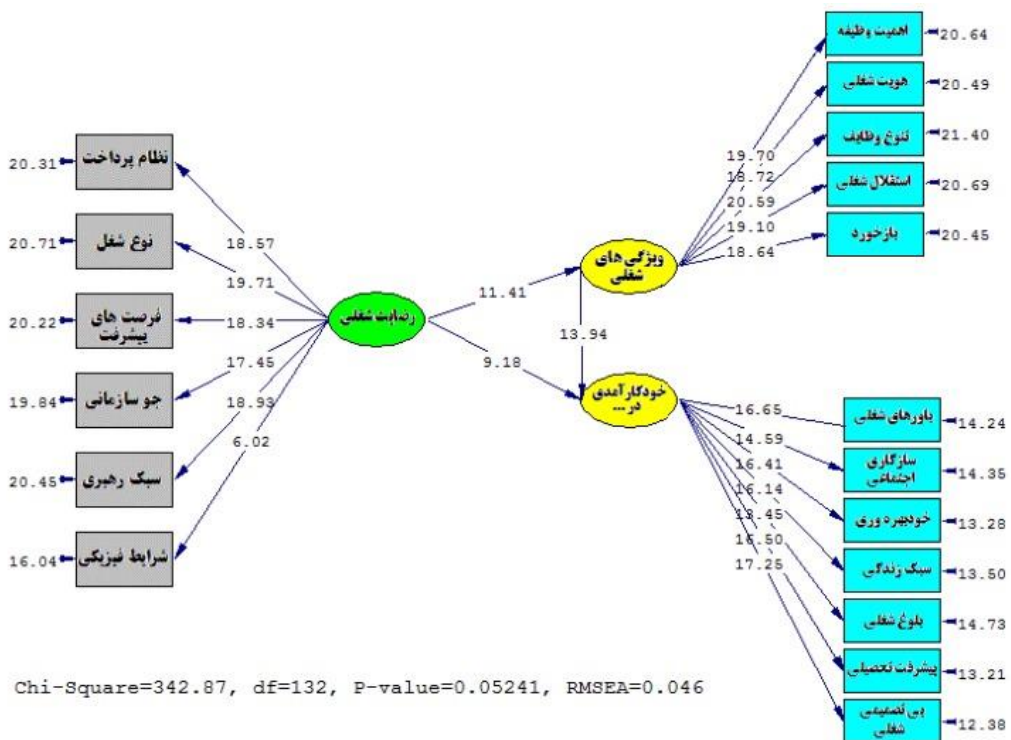 نظام پرداخت
20.31
نوع شغل
20.71
فرصت های
پیشرفت
20.22
جو سازمانی
19.84
سبک رهبری
20.45
شرایط فیزیکی
16.04
18.57
19.71
18.34
17.45
18.93
6.02
رضایت شغلی
11.41
9.18
ویژگی های
شغلی
13.94
خودکارآمدی
در ...
19.70
18.72
20.59
19.10
18.64
اهمیت وظیفه
20.64
هویت شغلی
20.49
تنوع وظایف
21.40
استقلال شغلی
20.69
بازخورد
20.45
16.65
14.59
16.41
16.14
13.45
16.50
17.25
باورهای شغلی
14.24
سازگاری
اجتماعی
14.35
خودبهره وری
13.28
سبک زندگی
13.50
بلوغ شغلی
14.73
پیشرفت تحصیلی
13.21
بی تصمیمی
شغلی
12.38
Chi-Square=342.87, df=132, P-value=0.05241, RMSEA=0.046